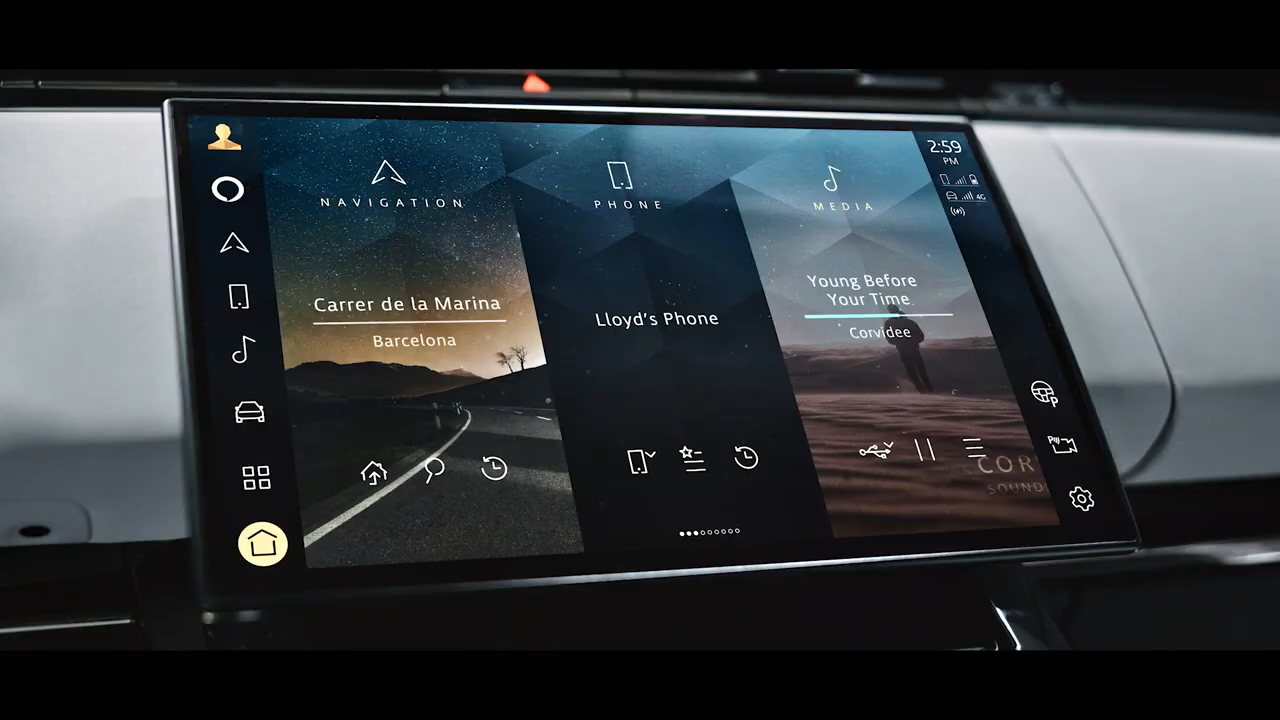 2:59
PM
4G
NAVIGATION
Carrer de la Marina
Barcelona
PHONE
Lloyd's Phone
MEDIA
Young Before
Your Time
Corvidee
COR
SOUND
P
P